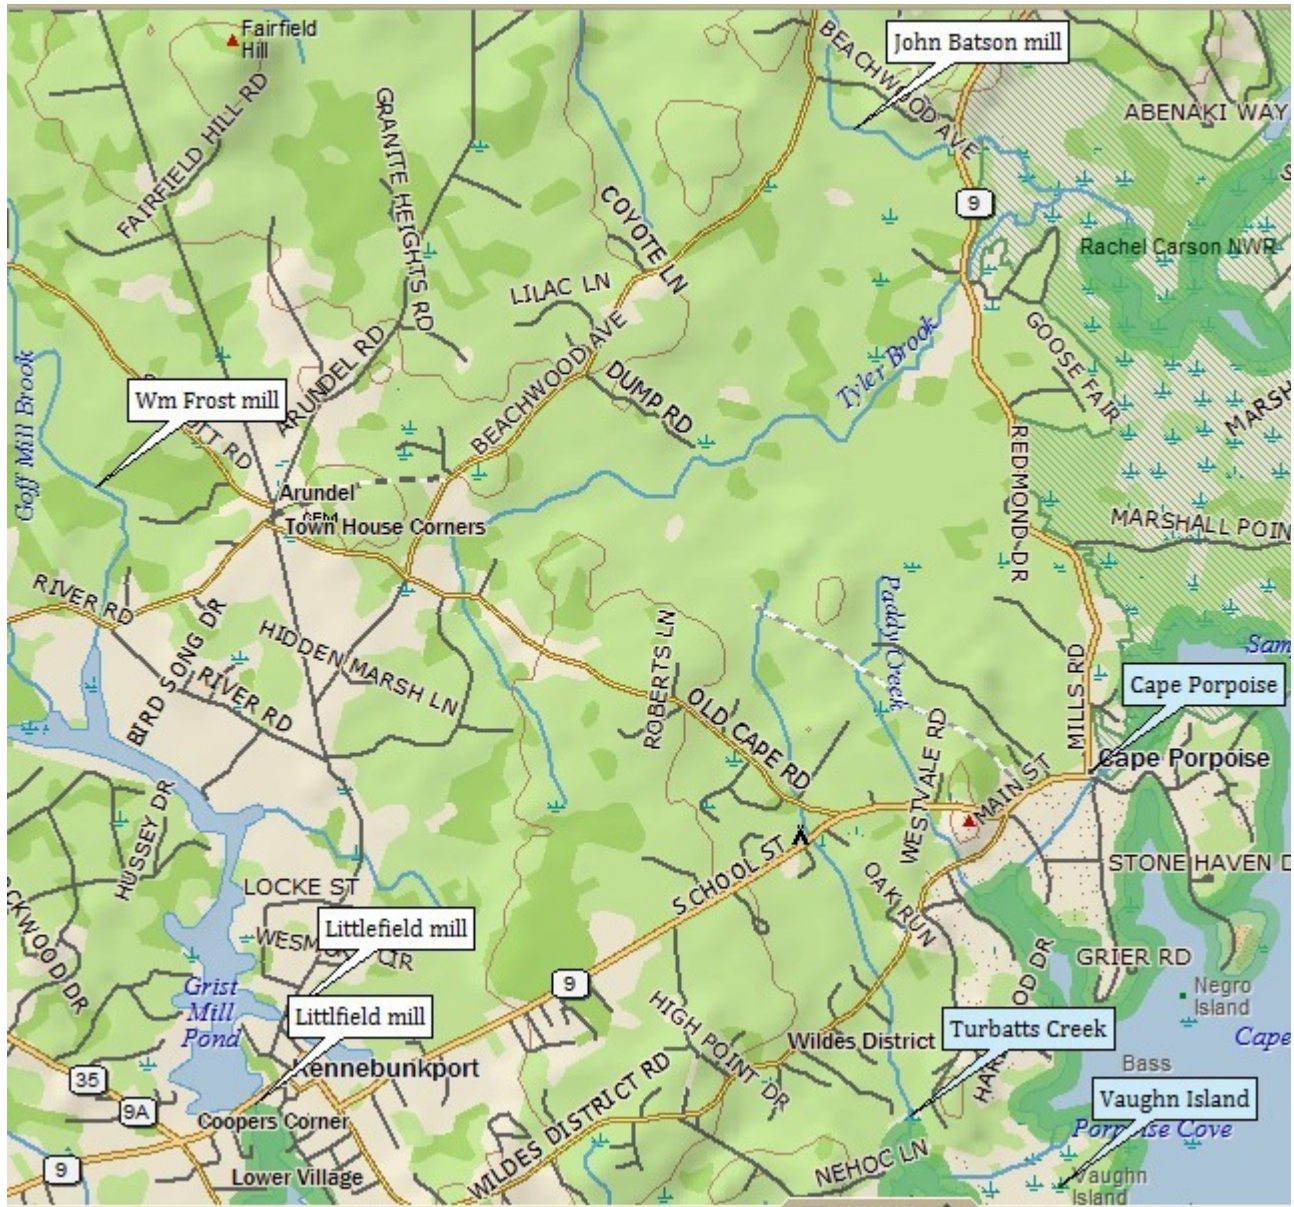 Fairfield
Hill
John Batson mill
BEACHWOOD AVE
ABENAKI WAY
FAIRFIELD HILL RD
GRANITE HEIGHTS RD
COYOTE LN
9
Rachel Carson NWR
LILAC LN
BEACHWOOD AVE
Tyler Brook
GOOSE FAIR
Goff Mill Brook
Wm Frost mill
ARUNDEL RD
DUMP RD
MARSH
REDMOND DR
Arundel
Town House Corners
MARSHALL POIN
RIVER RD
BIRD SONG DR
HIDDEN MARSH LN
RIVER RD
ROBERTS LN
Paddy Creek
OLD CAPE RD
WESTVALE RD
MILLS RD
Cape Porpoise
MAIN ST
Cape Porpoise
HUSSEY DR
SCHOOL ST
OAK RUN
STONE HAVEN D
LOCKE ST
Littlefield mill
GRIER RD
Grist
Mill
Pond
Littlfield mill
9
HIGH POINT DR
Wildes District
Turbatts Creek
Negro
Island
Cape
Bass
Kennebunkport
35
9A
Coopers Corner
WILDES DISTRICT RD
Vaughn Island
Porpoise Cove
9
Lower Village
NEHOC LN
Vaughn
Island